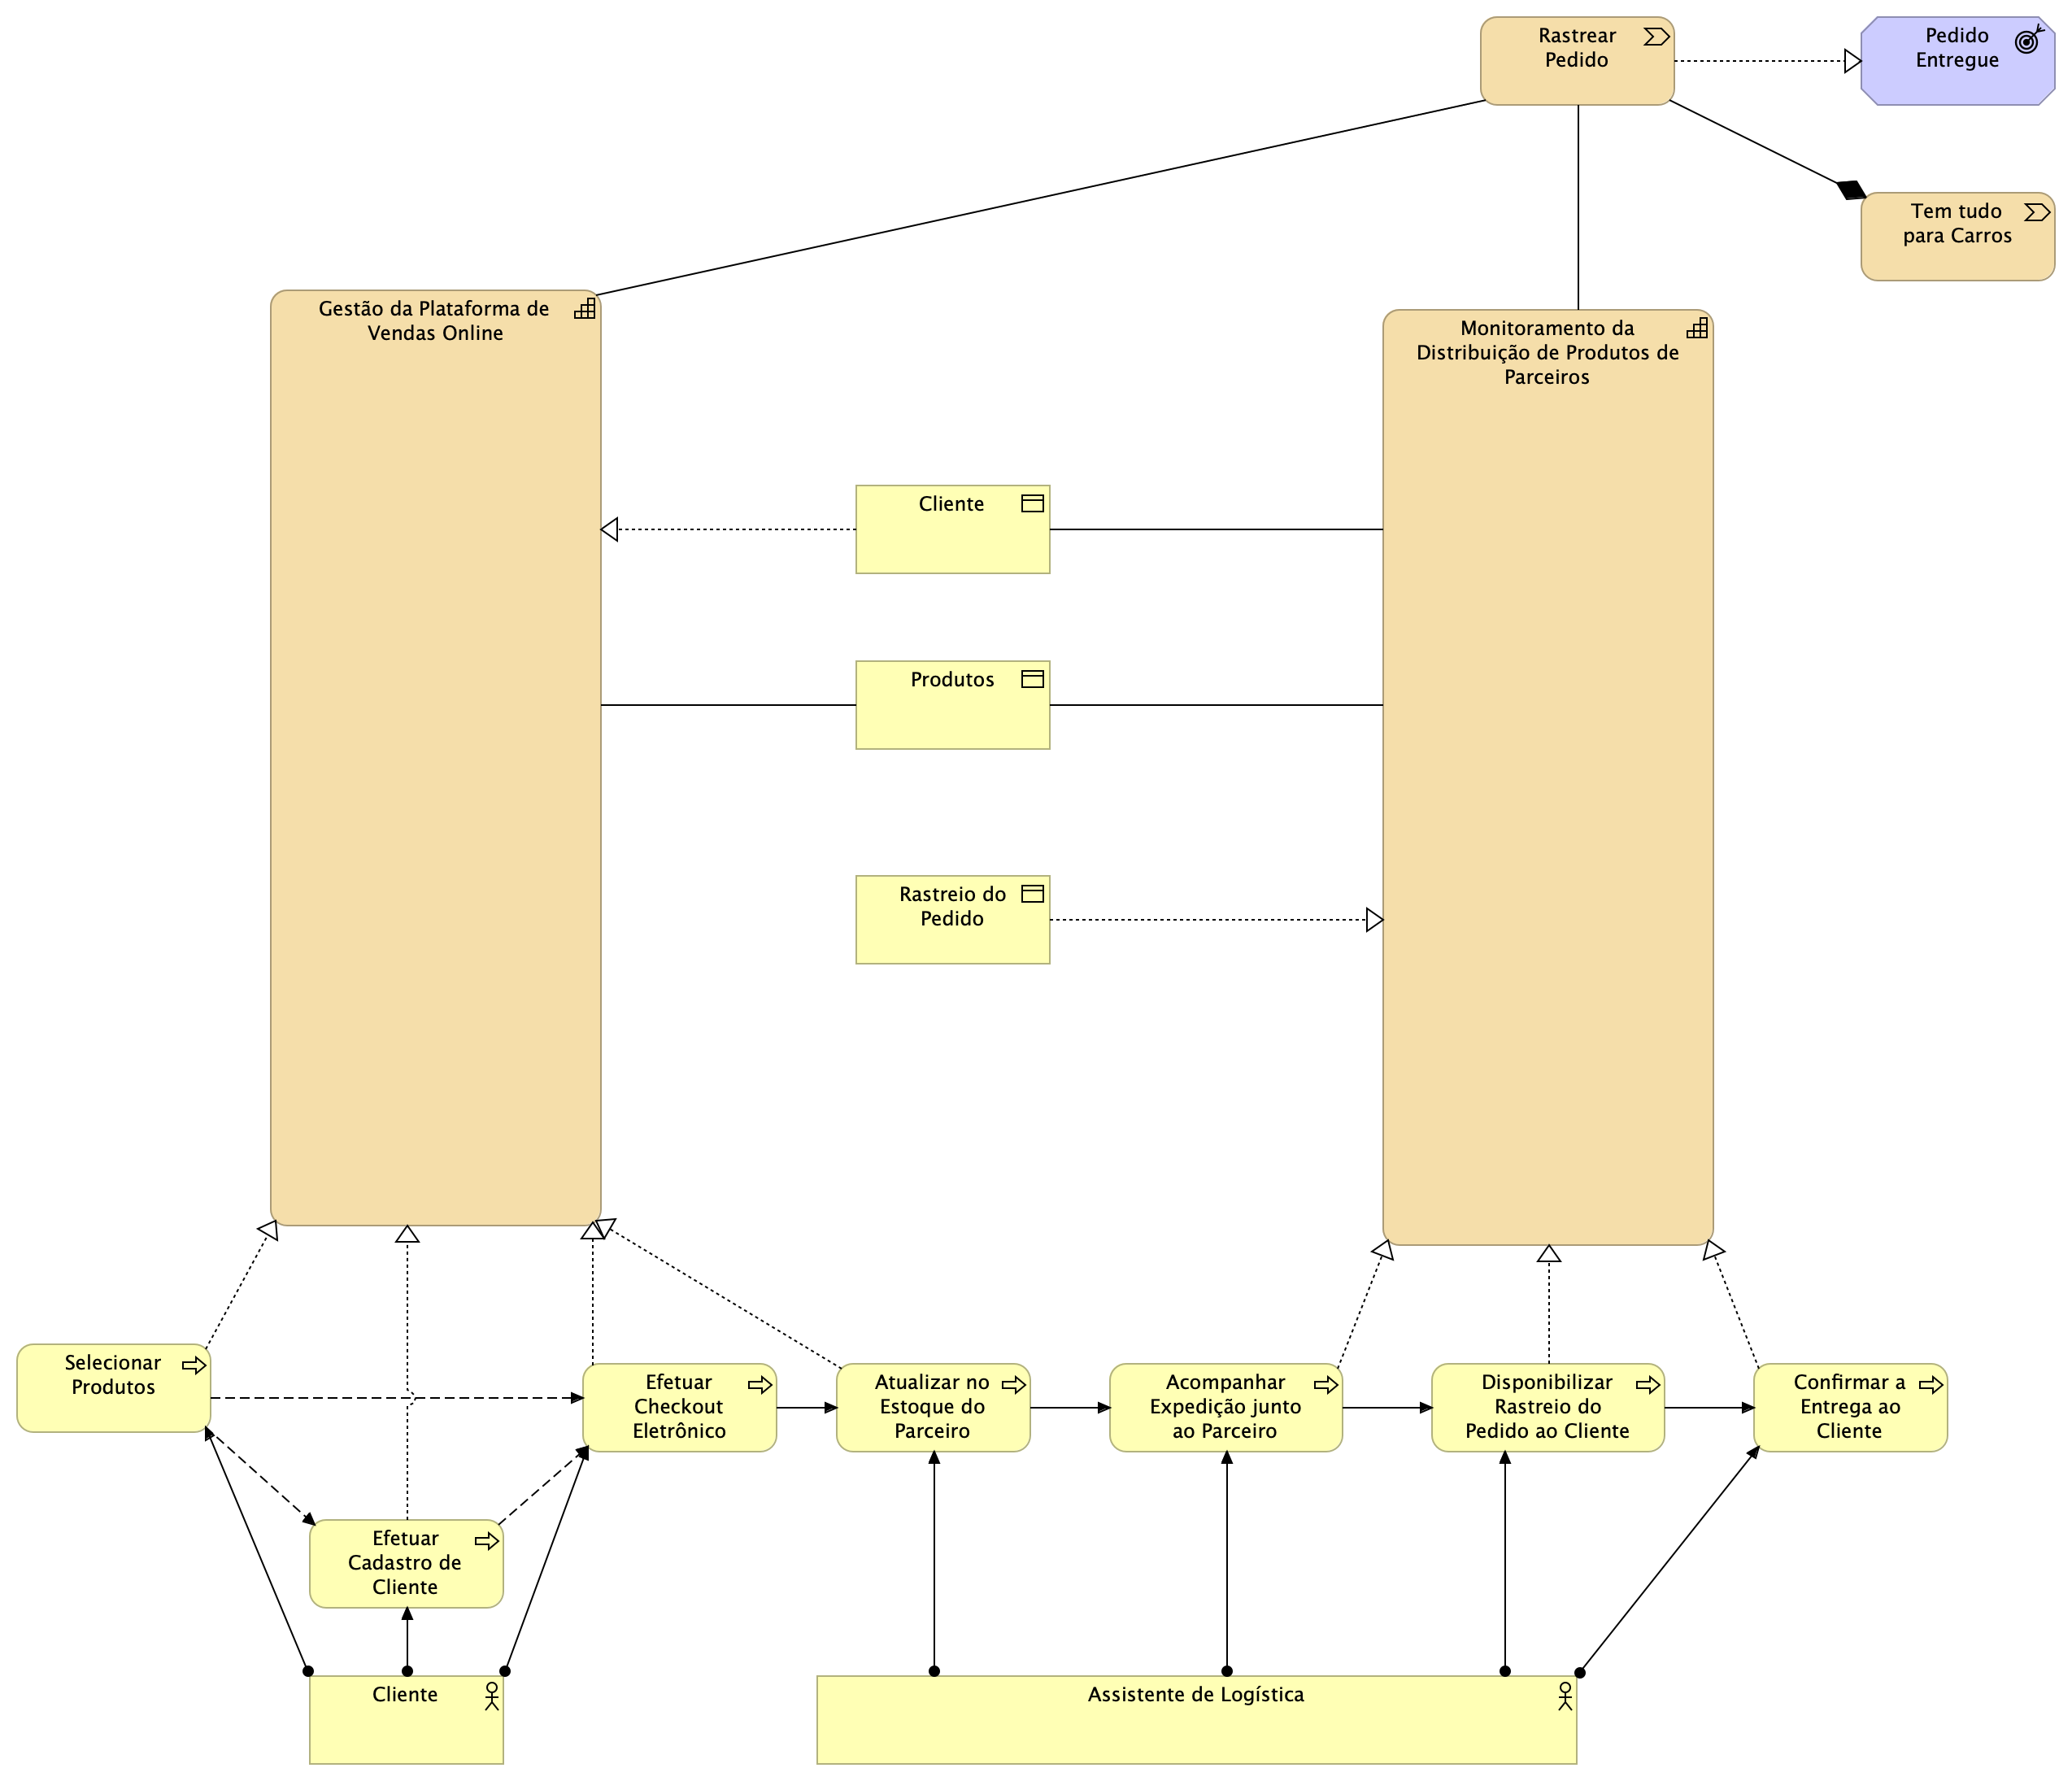 Rastrear
Pedido
Pedido
Entregue
Tem tudo
para Carros
Gestão da Plataforma de
Vendas Online
Monitoramento da
Distribuição de Produtos de
Parceiros
Cliente
Produtos
Rastreio do
Pedido
Selecionar
Produtos
Efetuar
Checkout
Eletrônico
Atualizar no
Estoque do
Parceiro
Acompanhar
Expedição junto
ao Parceiro
Disponibilizar
Rastreio do
Pedido ao Cliente
Confirmar a
Entrega ao
Cliente
Efetuar
Cadastro de
Cliente
Cliente
Assistente de Logística